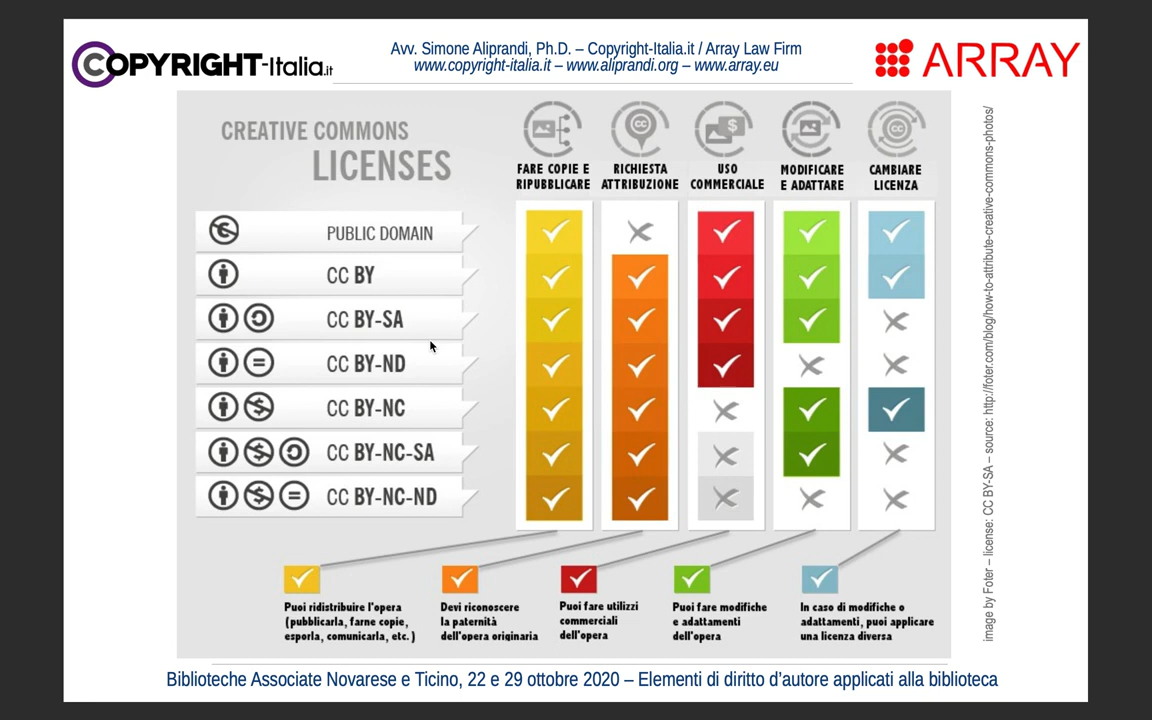 COPYRIGHT-Italia.it
Avv. Simone Aliprandi, Ph.D. – Copyright-Italia.it / Array Law Firm
www.copyright-italia.it – www.aliprandi.org – www.array.eu
ARRAY
CREATIVE COMMONS
LICENSES
FARE COPIE E
RIPUBBLICARE
RICHIESTA
ATTRIBUZIONE
USO
COMMERCIALE
MODIFICARE
E ADATTARE
CAMBIARE
LICENZA
PUBLIC DOMAIN
CC BY
CC BY-SA
CC BY-ND
CC BY-NC
CC BY-NC-SA
CC BY-NC-ND
Puoi ridistribuire l'opera
(pubblicarla, farne copie,
esporla, comunicarla, etc.)
Devi riconoscere
la paternità
dell'opera originaria
Puoi fare utilizzi
commerciali
dell'opera
Puoi fare modifiche
e adattamenti
dell'opera
In caso di modifiche o
adattamenti, puoi applicare
una licenza diversa
image by Foter – license: CC BY-SA – source: http://foter.com/blog/how-to-attribute-creative-commons-photos/
Biblioteche Associate Novarese e Ticino, 22 e 29 ottobre 2020 – Elementi di diritto d’autore applicati alla biblioteca